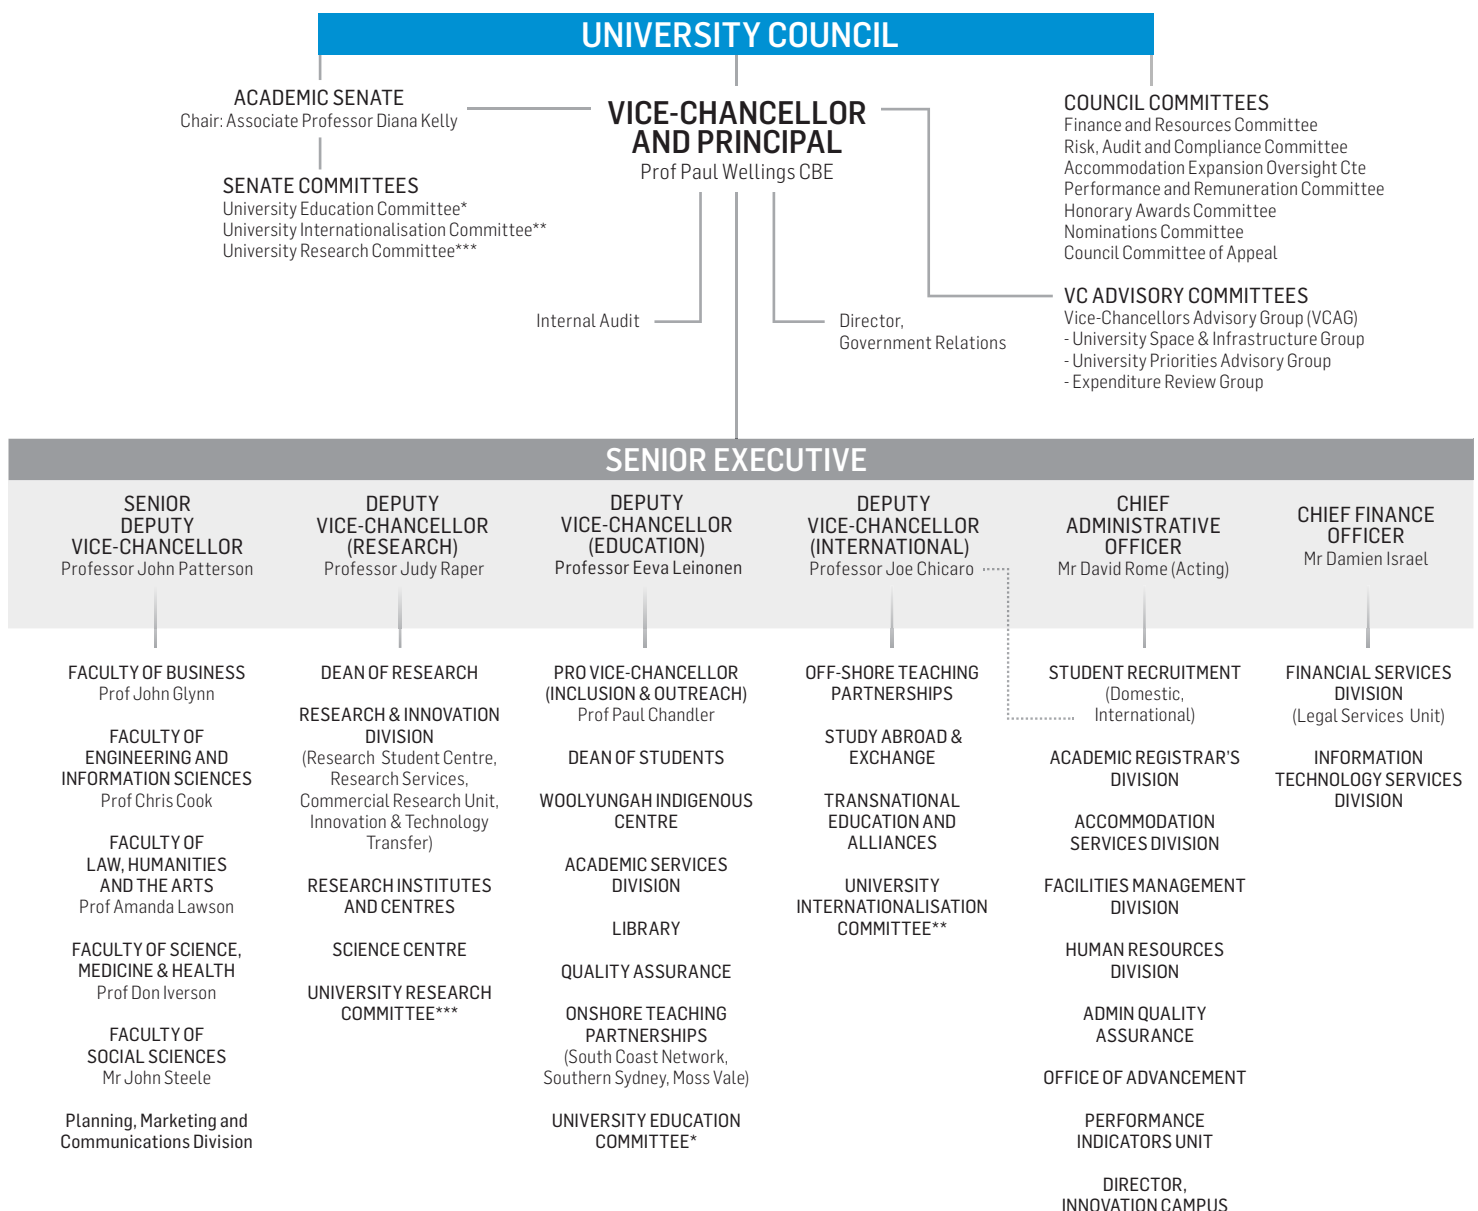 UNIVERSITY COUNCIL
ACADEMIC SENATE
Chair: Associate Professor Diana Kelly
SENATE COMMITTEES
University Education Committee*
University Internationalisation Committee**
University Research Committee***
VICE-CHANCELLOR
AND PRINCIPAL
Prof Paul Wellings CBE
COUNCIL COMMITTEES
Finance and Resources Committee
Risk, Audit and Compliance Committee
Accommodation Expansion Oversight Cte
Performance and Remuneration Committee
Honorary Awards Committee
Nominations Committee
Council Committee of Appeal
VC ADVISORY COMMITTEES
Vice-Chancellors Advisory Group (VCAG)
- University Space & Infrastructure Group
- University Priorities Advisory Group
- Expenditure Review Group
Internal Audit
Director,
Government Relations
SENIOR EXECUTIVE
SENIOR
DEPUTY
VICE-CHANCELLOR
Professor John Patterson
FACULTY OF BUSINESS
Prof John Glynn
FACULTY OF
ENGINEERING AND
INFORMATION SCIENCES
Prof Chris Cook
FACULTY OF
LAW, HUMANITIES
AND THE ARTS
Prof Amanda Lawson
FACULTY OF SCIENCE,
MEDICINE & HEALTH
Prof Don Iverson
FACULTY OF
SOCIAL SCIENCES
Mr John Steele
Planning, Marketing and
Communications Division
DEPUTY
VICE-CHANCELLOR
(RESEARCH)
Professor Judy Raper
DEAN OF RESEARCH
RESEARCH & INNOVATION
DIVISION
(Research Student Centre,
Research Services,
Commercial Research Unit,
Innovation & Technology
Transfer)
RESEARCH INSTITUTES
AND CENTRES
SCIENCE CENTRE
UNIVERSITY RESEARCH
COMMITTEE***
DEPUTY
VICE-CHANCELLOR
(EDUCATION)
Professor Eeva Leinonen
PRO VICE-CHANCELLOR
(INCLUSION & OUTREACH)
Prof Paul Chandler
DEAN OF STUDENTS
WOOLYUNGAH INDIGENOUS
CENTRE
ACADEMIC SERVICES
DIVISION
LIBRARY
QUALITY ASSURANCE
ONSHORE TEACHING
PARTNERSHIPS
(South Coast Network,
Southern Sydney, Moss Vale)
UNIVERSITY EDUCATION
COMMITTEE*
DEPUTY
VICE-CHANCELLOR
(INTERNATIONAL)
Professor Joe Chicaro
OFF-SHORE TEACHING
PARTNERSHIPS
STUDY ABROAD &
EXCHANGE
TRANSNATIONAL
EDUCATION AND
ALLIANCES
UNIVERSITY
INTERNATIONALISATION
COMMITTEE**
CHIEF
ADMINISTRATIVE
OFFICER
Mr David Rome (Acting)
STUDENT RECRUITMENT
(Domestic,
International)
ACADEMIC REGISTRAR'S
DIVISION
ACCOMMODATION
SERVICES DIVISION
FACILITIES MANAGEMENT
DIVISION
HUMAN RESOURCES
DIVISION
ADMIN QUALITY
ASSURANCE
OFFICE OF ADVANCEMENT
PERFORMANCE
INDICATORS UNIT
DIRECTOR,
INNOVATION CAMPUS
CHIEF FINANCE
OFFICER
Mr Damien Israel
FINANCIAL SERVICES
DIVISION
(Legal Services Unit)
INFORMATION
TECHNOLOGY SERVICES
DIVISION